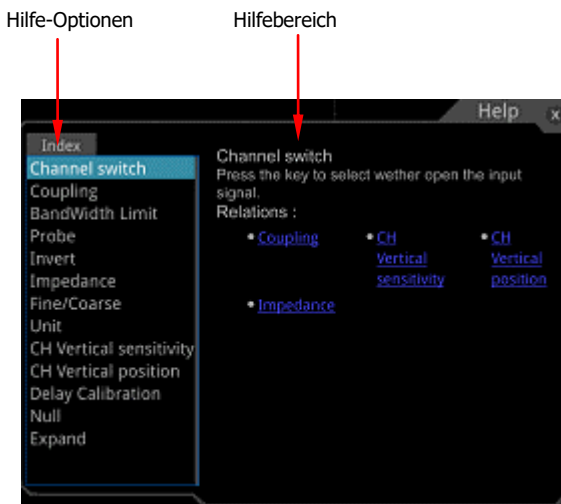 Hilfe-Optionen
Hilfebereich
Help
x
Index
Channel switch
Coupling
BandWidth Limit
Probe
Invert
Impedance
Fine/Coarse
Unit
CH Vertical sensitivity
CH Vertical position
Delay Calibration
Null
Expand
Channel switch
Press the key to select wether open the input
signal.
Relations :
• Coupling
• CH
Vertical
sensitivity
• CH
Vertical
position
• Impedance